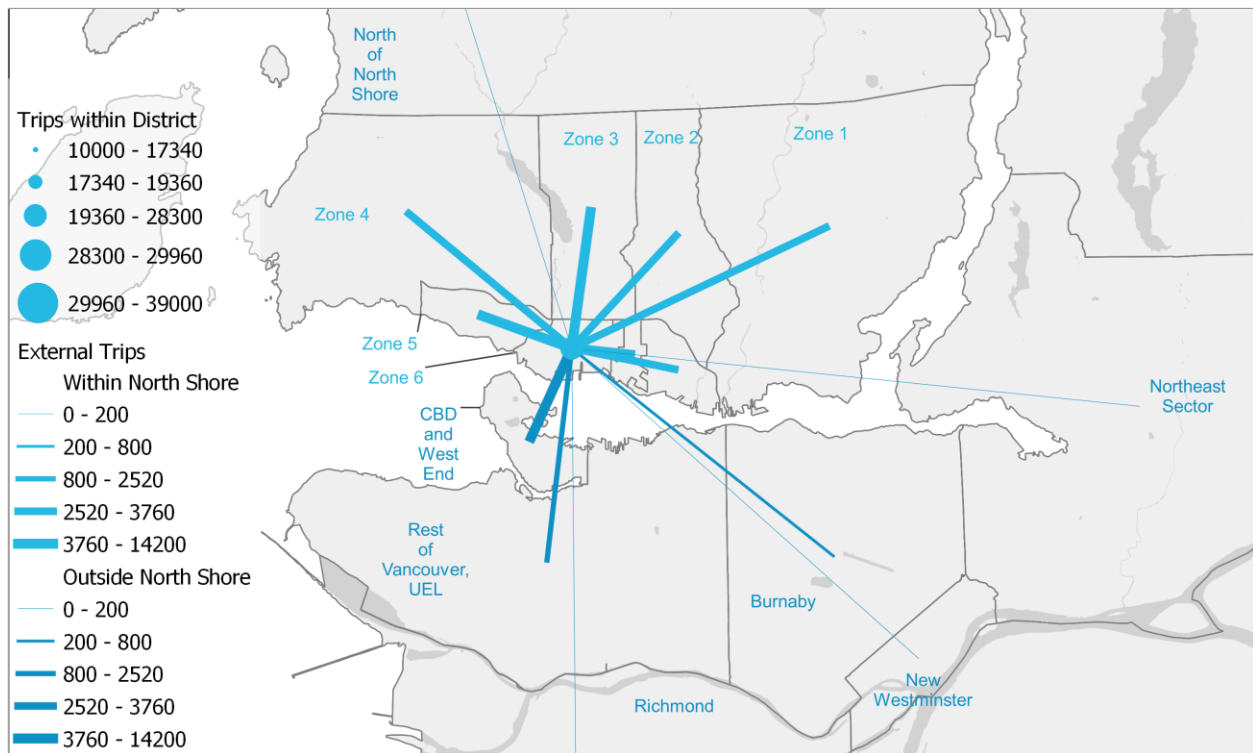 Trips within District
10000 - 17340
17340 - 19360
19360 - 28300
28300 - 29960
29960 - 39000
External Trips
Within North Shore
0 - 200
200 - 800
800 - 2520
2520 - 3760
3760 - 14200
Outside North Shore
0 - 200
200 - 800
800 - 2520
2520 - 3760
3760 - 14200
North
of
North
Shore
Zone 3
Zone 2
Zone 1
Zone 4
Zone 5
Zone 6
CBD
and
West
End
Northeast
Sector
Rest
of
Vancouver,
UEL
Burnaby
Richmond
New
Westminster